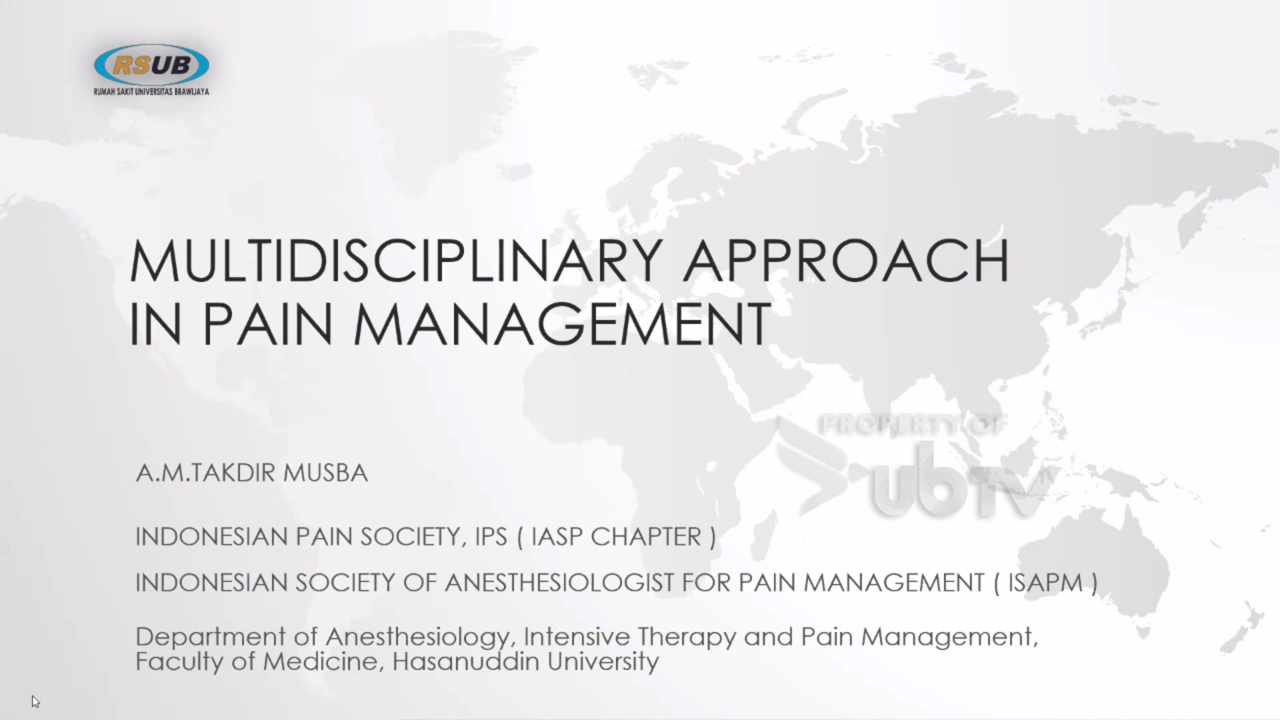 RSUB
RUMAH SAKIT UNIVERSITAS BRAWIJAYA
MULTIDISCIPLINARY APPROACH
IN PAIN MANAGEMENT
PROPERTY OF
ubTV
A.M.TAKDIR MUSBA
INDONESIAN PAIN SOCIETY, IPS ( IASP CHAPTER )
INDONESIAN SOCIETY OF ANESTHESIOLOGIST FOR PAIN MANAGEMENT ( ISAPM )
Department of Anesthesiology, Intensive Therapy and Pain Management,
Faculty of Medicine, Hasanuddin University